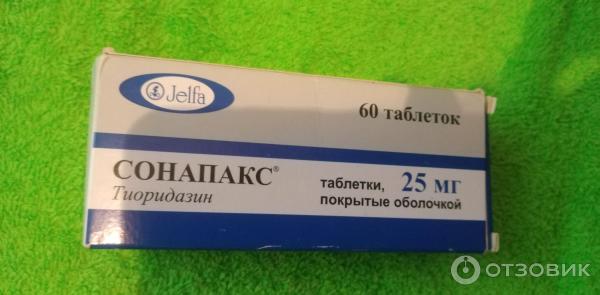 Jelfa
60 таблеток
СОНАПАКС®
Тиоридазин
таблетки, 25 мг
покрытые оболочкой
ОТЗОВИК